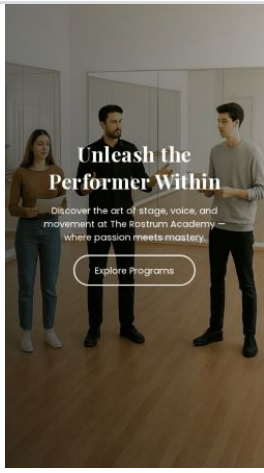 Unleash the
Performer Within
Discover the art of stage, voice, and
movement at The Rostrum Academy —
where passion meets mastery.
Explore Programs